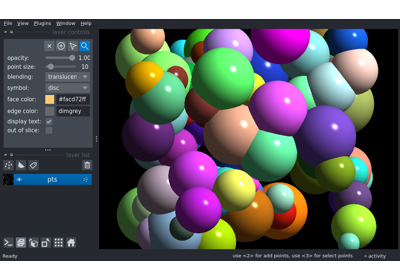 File View Plugins Window Help
layer controls
opacity: 1.00
point size: 10
blending: translucen
symbol: disc
face color: #facd72ff
edge color: dimgrey
display text:
out of slice:
layer list
pts
Ready
use <2> for add points, use <3> for select points
activity